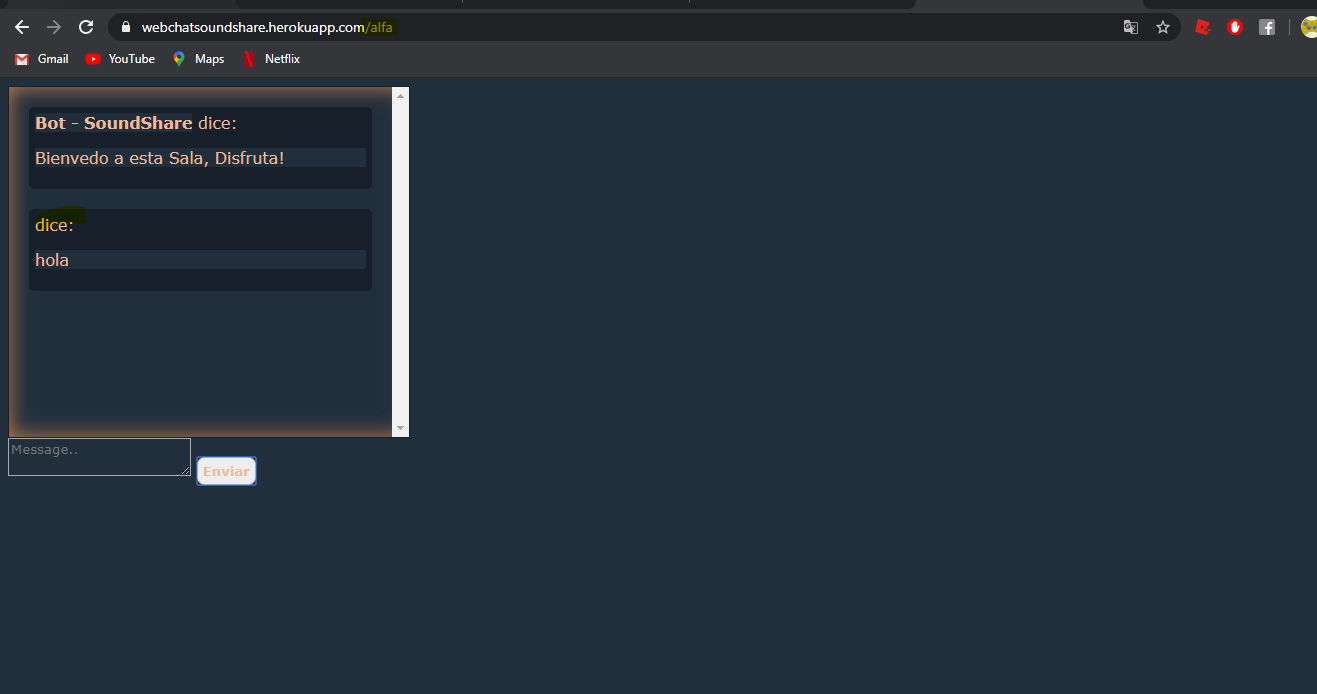 webchatsoundshare.herokuapp.com/alfa
Gmail YouTube Maps Netflix
Bot - SoundShare dice:
Bienvedo a esta Sala, Disfruta!
dice:
hola
Message..
Enviar